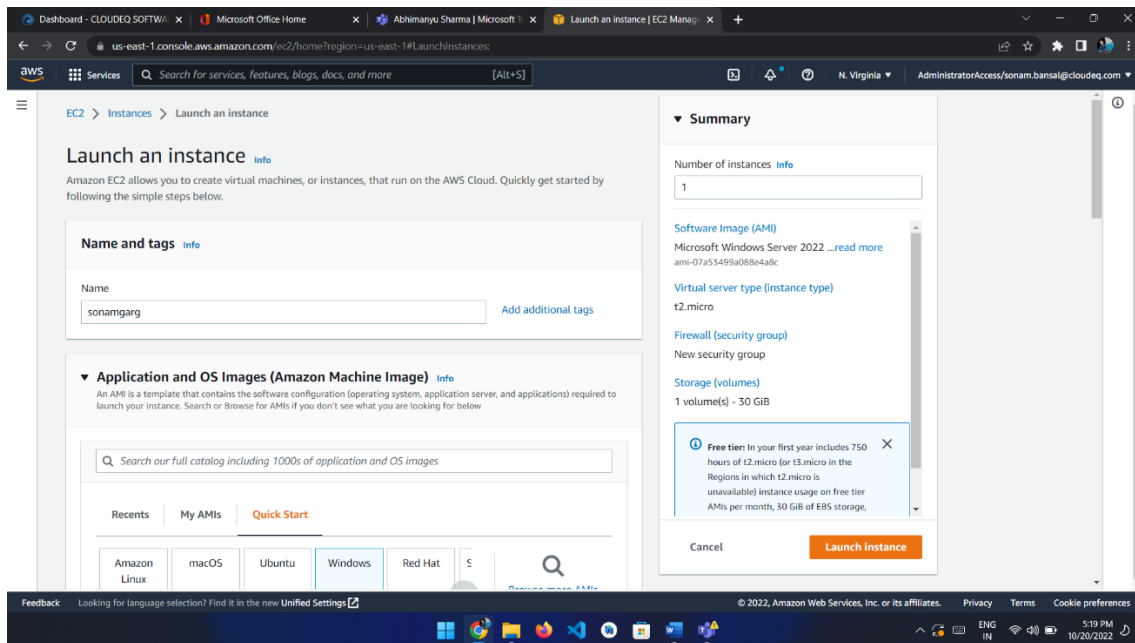 Dashboard - CLOUDEQ SOFTWA
Microsoft Office Home
Abhimanyu Sharma | Microsoft T
Launch an instance | EC2 Manag
us-east-1.console.aws.amazon.com/ec2/home?region=us-east-1#LaunchInstances:
aws
Services
Search for services, features, blogs, docs, and more
[Alt+S]
N. Virginia
AdministratorAccess/sonam.bansal@cloudeq.com
EC2 > Instances > Launch an instance
Launch an instance Info
Amazon EC2 allows you to create virtual machines, or instances, that run on the AWS Cloud. Quickly get started by
following the simple steps below.
Name and tags Info
Name
sonamgarg
Add additional tags
Application and OS Images (Amazon Machine Image) Info
An AMI is a template that contains the software configuration (operating system, application server, and applications) required to
launch your instance. Search or Browse for AMIs if you don't see what you are looking for below
Search our full catalog including 1000s of application and OS images
Recents
My AMIs
Quick Start
Amazon
Linux
macOS
Ubuntu
Windows
Red Hat
S
Browse more AMIs
Summary
Number of instances Info
1
Software Image (AMI)
Microsoft Windows Server 2022 ...read more
ami-07a53499a088e4a8c
Virtual server type (instance type)
t2.micro
Firewall (security group)
New security group
Storage (volumes)
1 volume(s) - 30 GiB
Free tier: In your first year includes 750
hours of t2.micro (or t3.micro in the
Regions in which t2.micro is
unavailable) instance usage on free tier
AMIs per month, 30 GiB of EBS storage,
Cancel
Launch instance
Feedback
Looking for language selection? Find it in the new Unified Settings
© 2022, Amazon Web Services, Inc. or its affiliates.
Privacy
Terms
Cookie preferences
ENG
IN
5:19 PM
10/20/2022